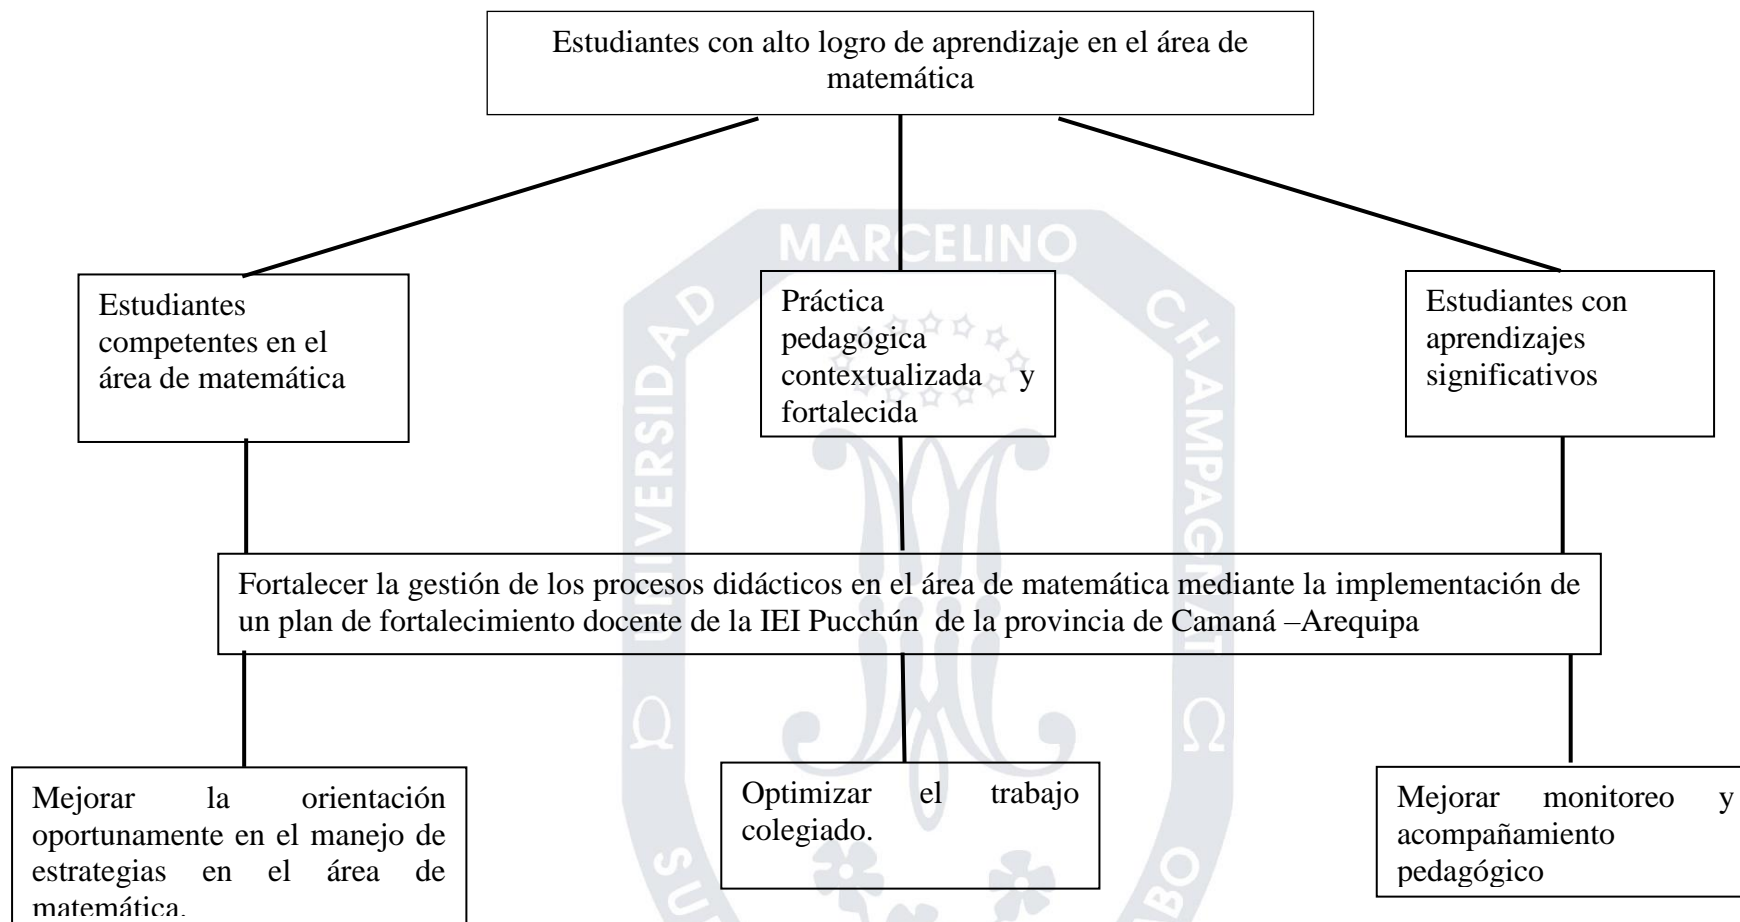 Estudiantes con alto logro de aprendizaje en el área de
matemática
MARCELINO
UNIVERSIDAD
CHAMPAGNAT
Estudiantes
competentes en el
área de matemática
Práctica
pedagógica
contextualizada y
fortalecida
Estudiantes con
aprendizajes
significativos
Fortalecer la gestión de los procesos didácticos en el área de matemática mediante la implementación de
un plan de fortalecimiento docente de la IEI Pucchún de la provincia de Camaná –Arequipa
Ω
Ω
Mejorar la orientación
oportunamente en el manejo de
estrategias en el área de
matemática.
Optimizar el trabajo
colegiado.
Mejorar monitoreo y
acompañamiento
pedagógico
SU
ABO